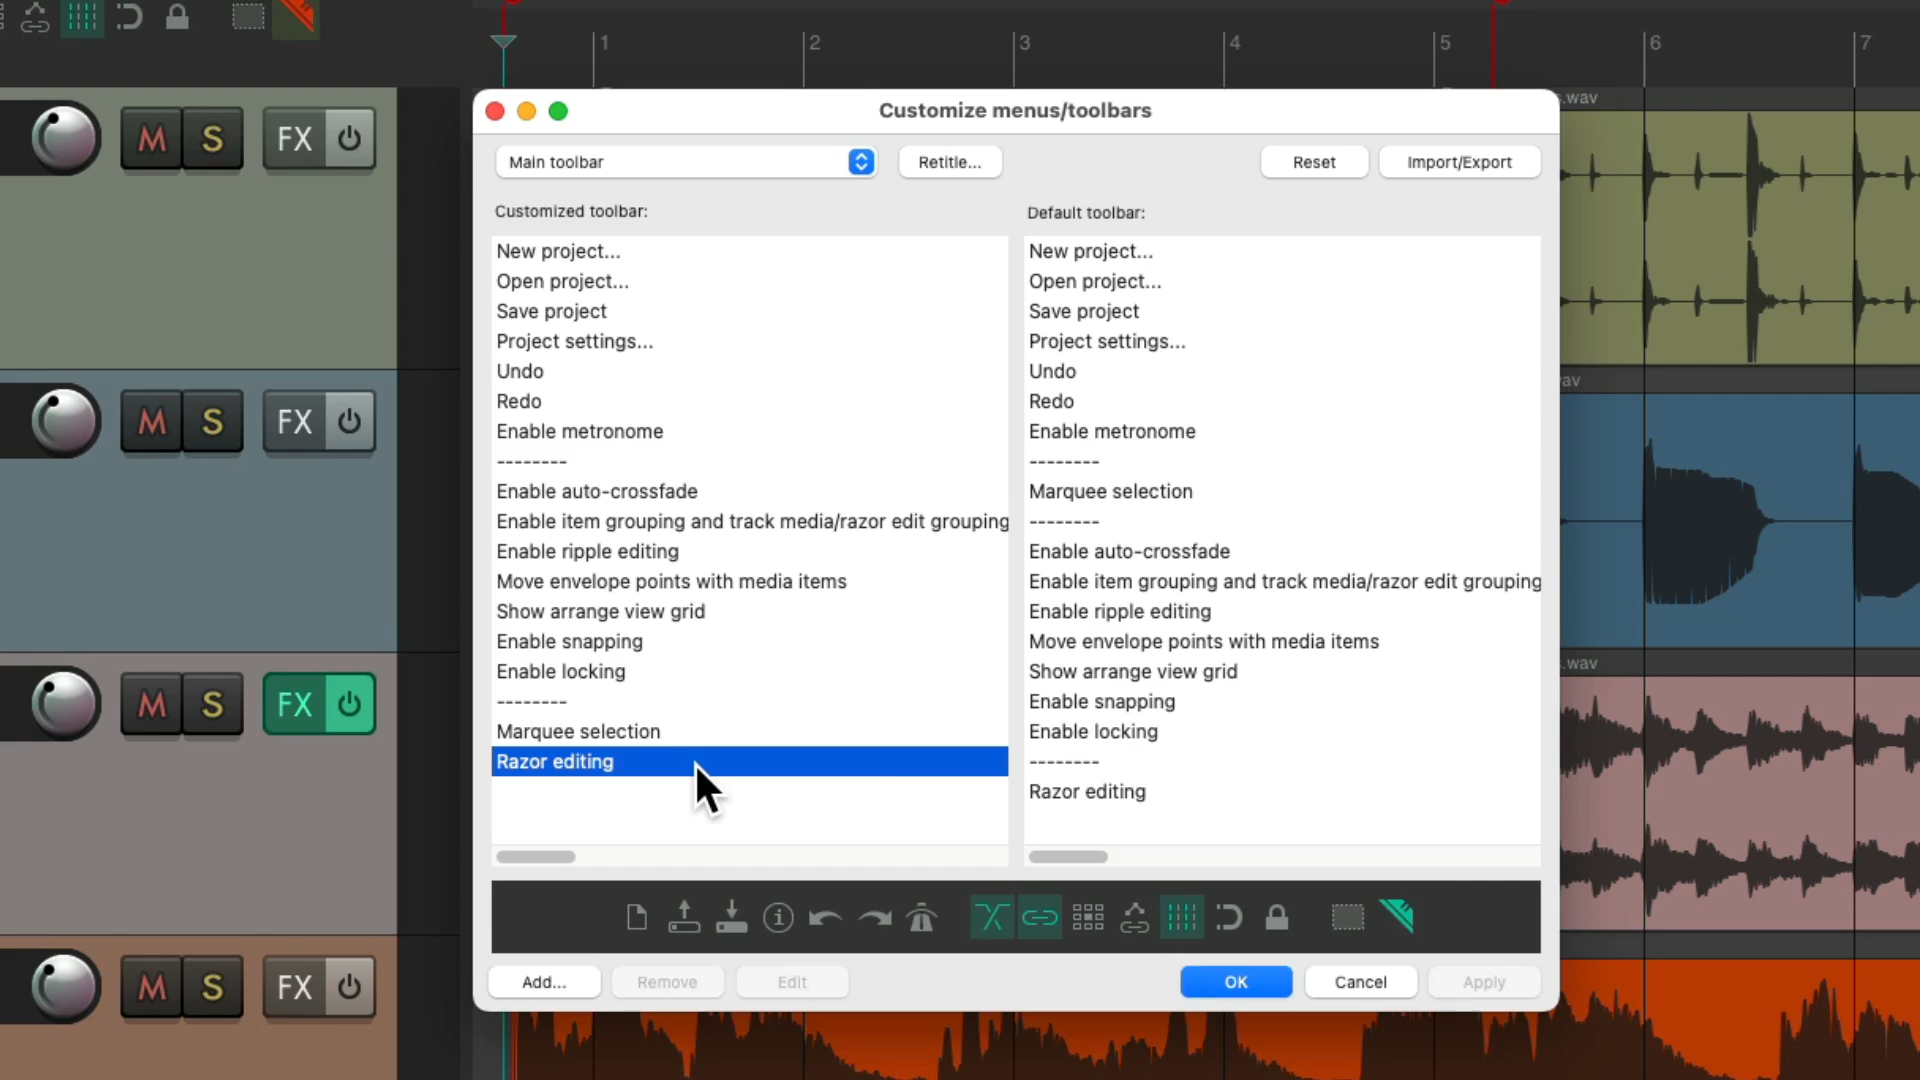 1 2 3 4 5 6 7
Customize menus/toolbars
.wav
M S FX
Main toolbar
Retitle...
Reset
Import/Export
Customized toolbar:
Default toolbar:
New project...
Open project...
Save project
Project settings...
Undo
Redo
Enable metronome
--------
Enable auto-crossfade
Enable item grouping and track media/razor edit grouping
Enable ripple editing
Move envelope points with media items
Show arrange view grid
Enable snapping
Enable locking
--------
Marquee selection
Razor editing
New project...
Open project...
Save project
Project settings...
Undo
Redo
Enable metronome
--------
Marquee selection
--------
Enable auto-crossfade
Enable item grouping and track media/razor edit grouping
Enable ripple editing
Move envelope points with media items
Show arrange view grid
Enable snapping
Enable locking
--------
Razor editing
av
M S FX
.wav
M S FX
M S FX
Add...
Remove
Edit
OK
Cancel
Apply